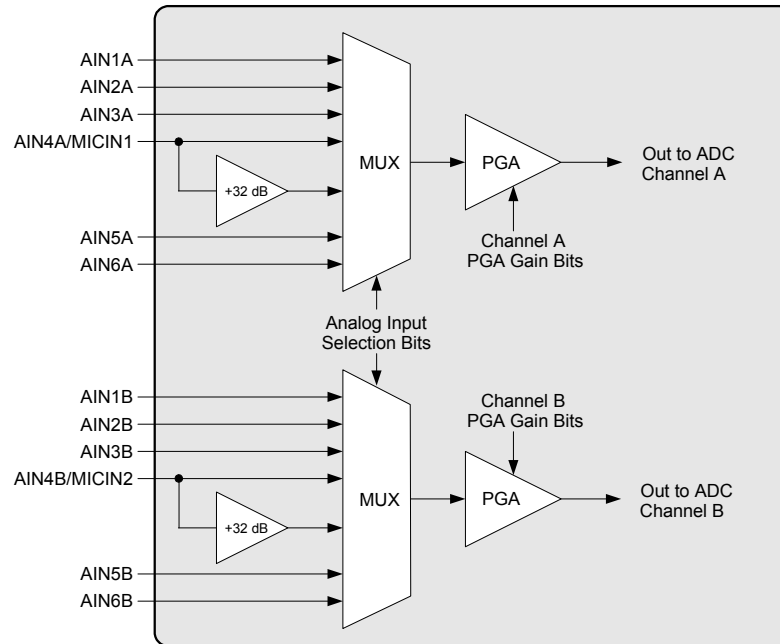 AIN1A
AIN2A
AIN3A
AIN4A/MICIN1
+32 dB
AIN5A
AIN6A
MUX
PGA
Out to ADC
Channel A
Channel A
PGA Gain Bits
Analog Input
Selection Bits
AIN1B
AIN2B
AIN3B
AIN4B/MICIN2
+32 dB
AIN5B
AIN6B
MUX
Channel B
PGA Gain Bits
PGA
Out to ADC
Channel B